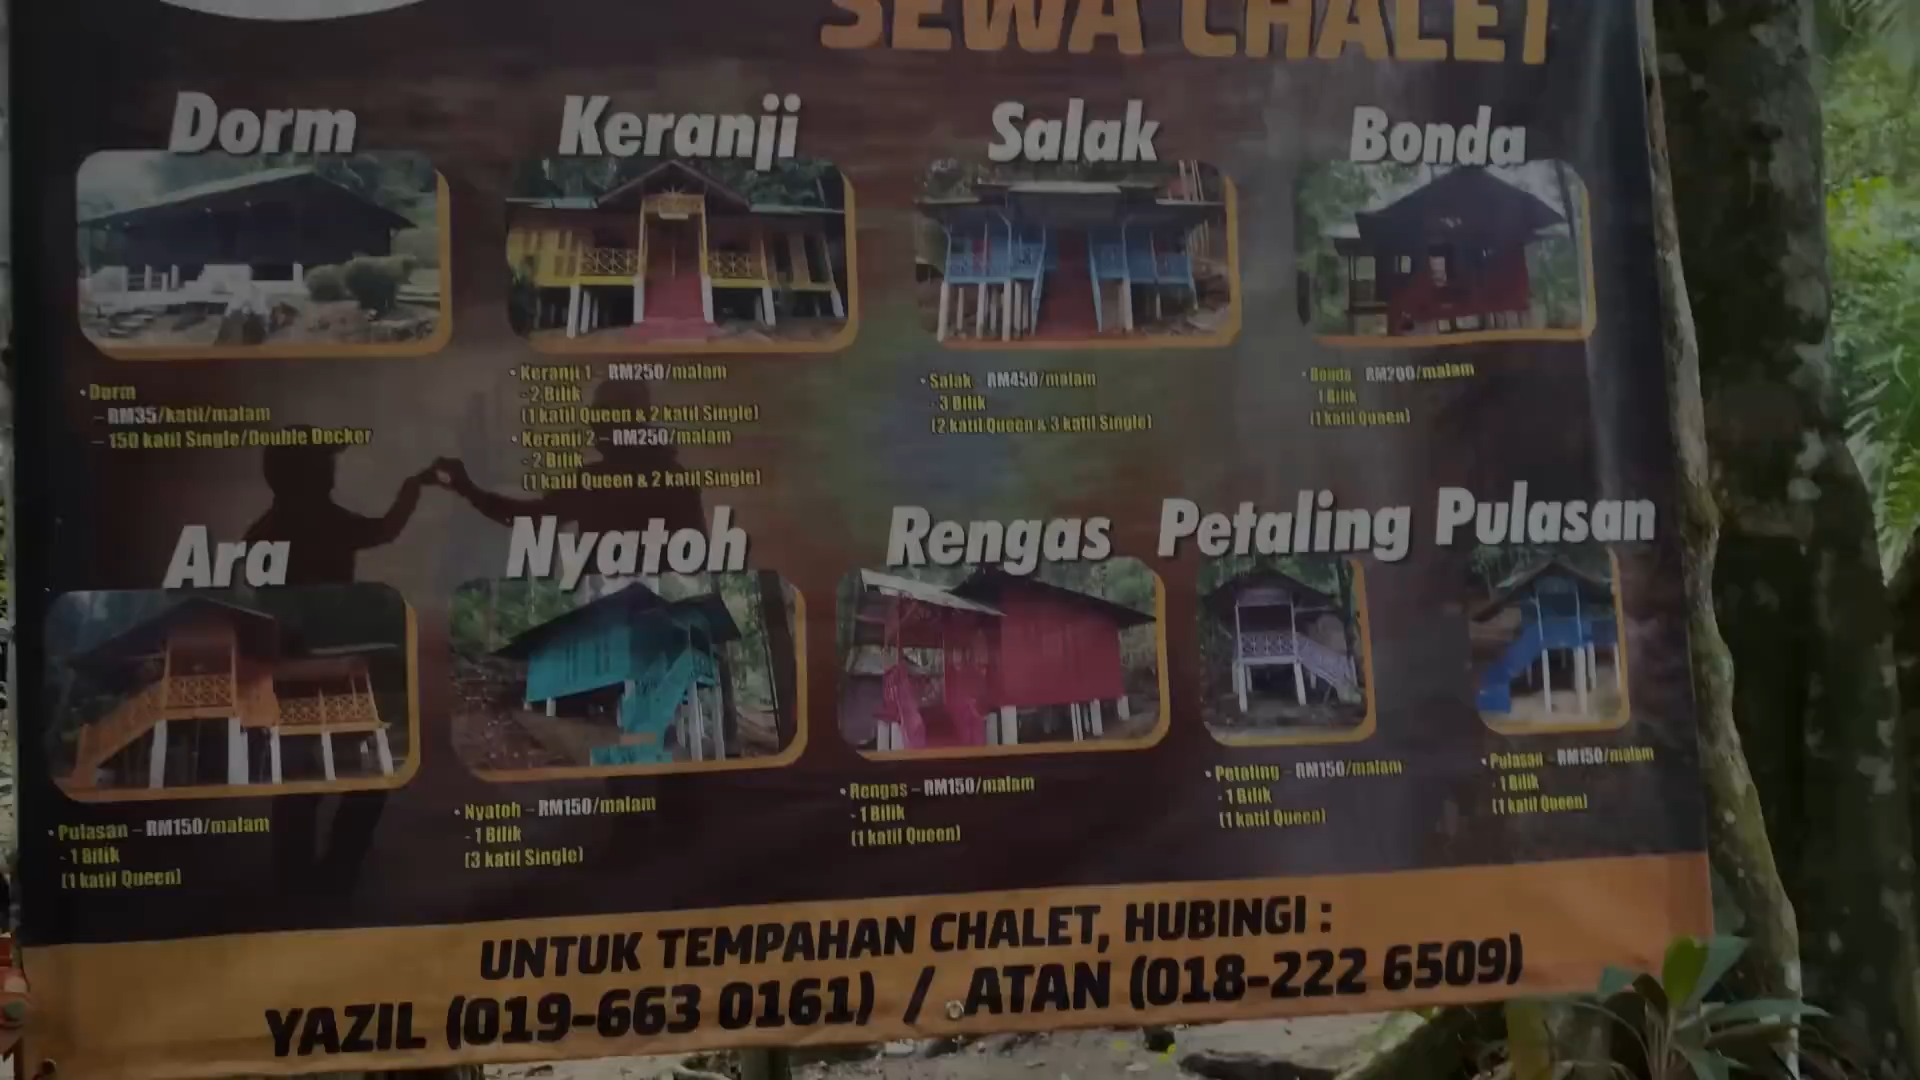 SEWA CHALET
Dorm
Keranji
Salak
Bonda
• Dorm
– RM35/katil/malam
– 150 katil Single/Double Decker
• Keranji 1 – RM250/malam
- 2 Bilik
(1 katil Queen & 2 katil Single)
• Keranji 2 – RM250/malam
- 2 Bilik
(1 katil Queen & 2 katil Single)
• Salak RM450/malam
- 3 Bilik
(2 katil Queen & 3 katil Single)
• Bonda RM200/malam
1 Bilik
(1 katil Queen)
Ara
Nyatoh
Rengas
Petaling
Pulasan
• Pulasan – RM150/malam
- 1 Bilik
(1 katil Queen)
• Nyatoh – RM150/malam
- 1 Bilik
(3 katil Single)
• Rengas – RM150/malam
- 1 Bilik
(1 katil Queen)
• Petaling – RM150/malam
- 1 Bilik
(1 katil Queen)
• Pulasan – RM150/malam
- 1 Bilik
(1 katil Queen)
UNTUK TEMPAHAN CHALET, HUBINGI :
YAZIL (019-663 0161) / ATAN (018-222 6509)